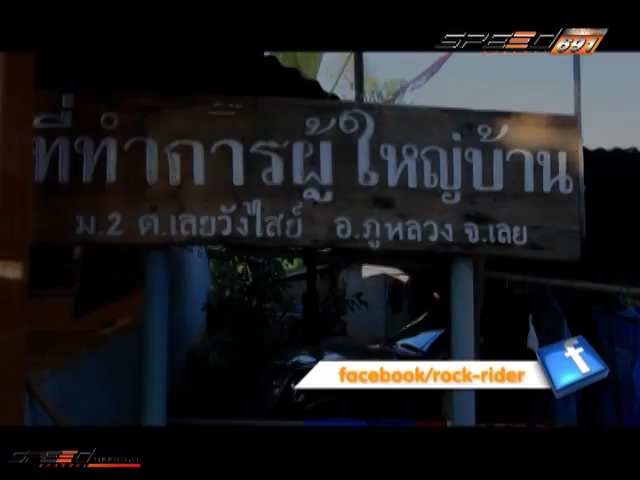 SPEED 691
CHANNEL
ที่ทำการผู้ใหญ่บ้าน
ม.2 ต.เลยวังไสย์ อ.ภูหลวง จ.เลย
facebook/rock-rider
f
SPEED
CHANNEL